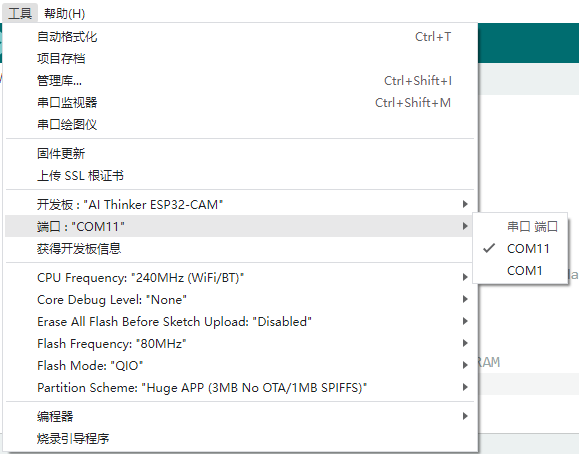 工具 帮助(H)
自动格式化 Ctrl+T
项目存档
管理库... Ctrl+Shift+I
串口监视器 Ctrl+Shift+M
串口绘图仪
固件更新
上传 SSL 根证书
开发板 : "AI Thinker ESP32-CAM"
端口 : "COM11"
串口 端口
获得开发板信息
COM11
COM1
CPU Frequency: "240MHz (WiFi/BT)"
Core Debug Level: "None"
Erase All Flash Before Sketch Upload: "Disabled"
Flash Frequency: "80MHz"
Flash Mode: "QIO"
RAM
Partition Scheme: "Huge APP (3MB No OTA/1MB SPIFFS)"
编程器
烧录引导程序